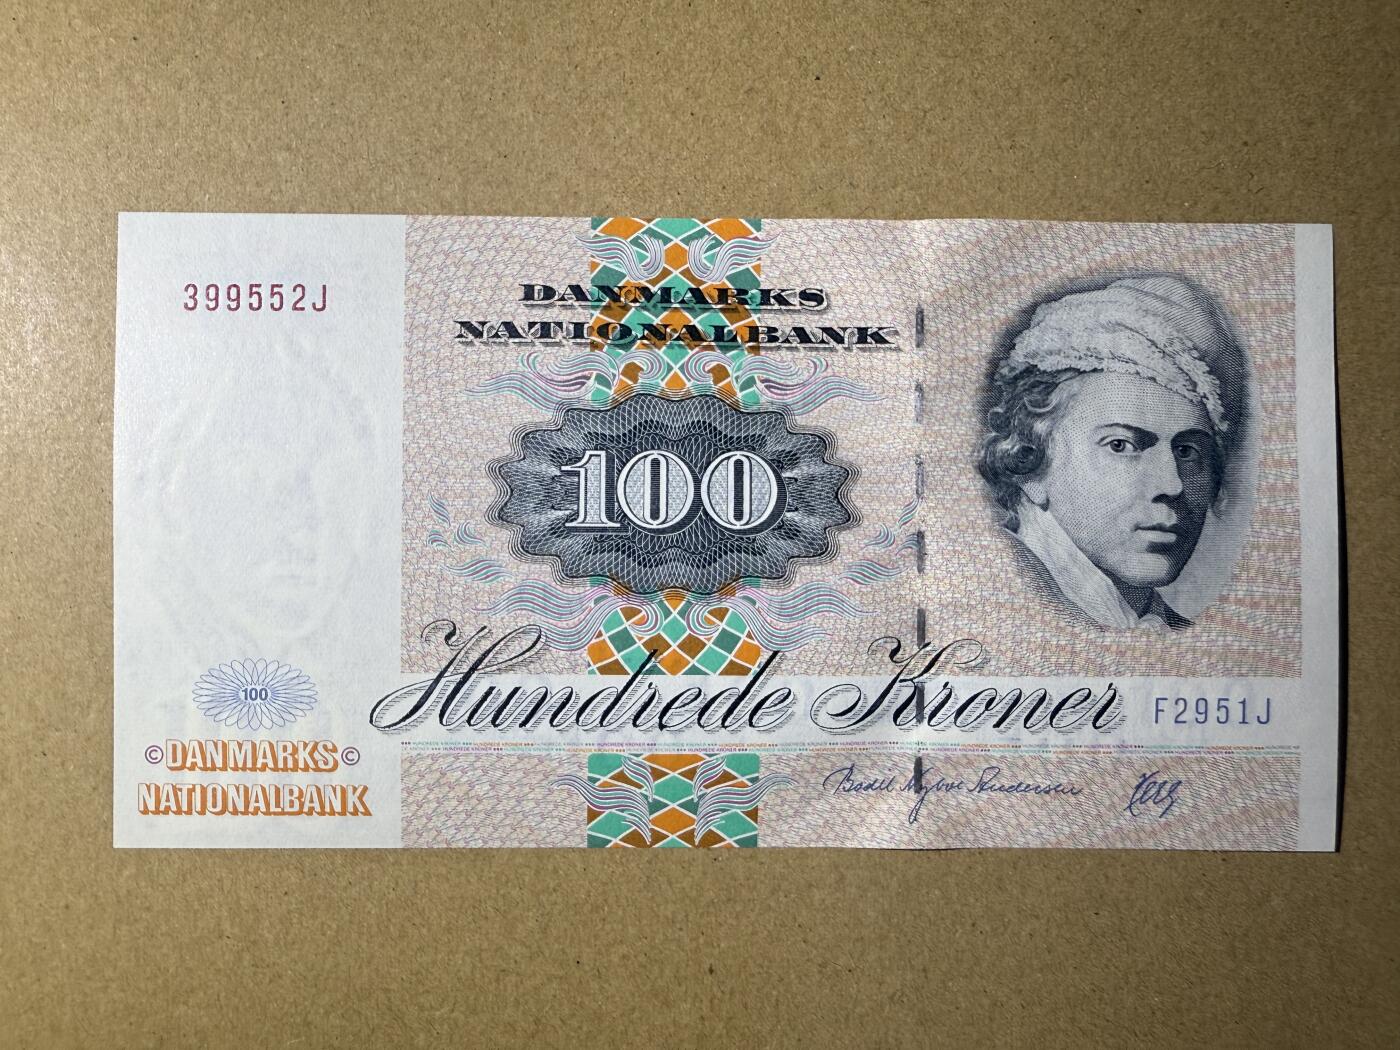 399552J
DANMARKS
NATIONALBANK
100
Hundrede Kroner
F2951J
100
©DANMARKS©
NATIONALBANK